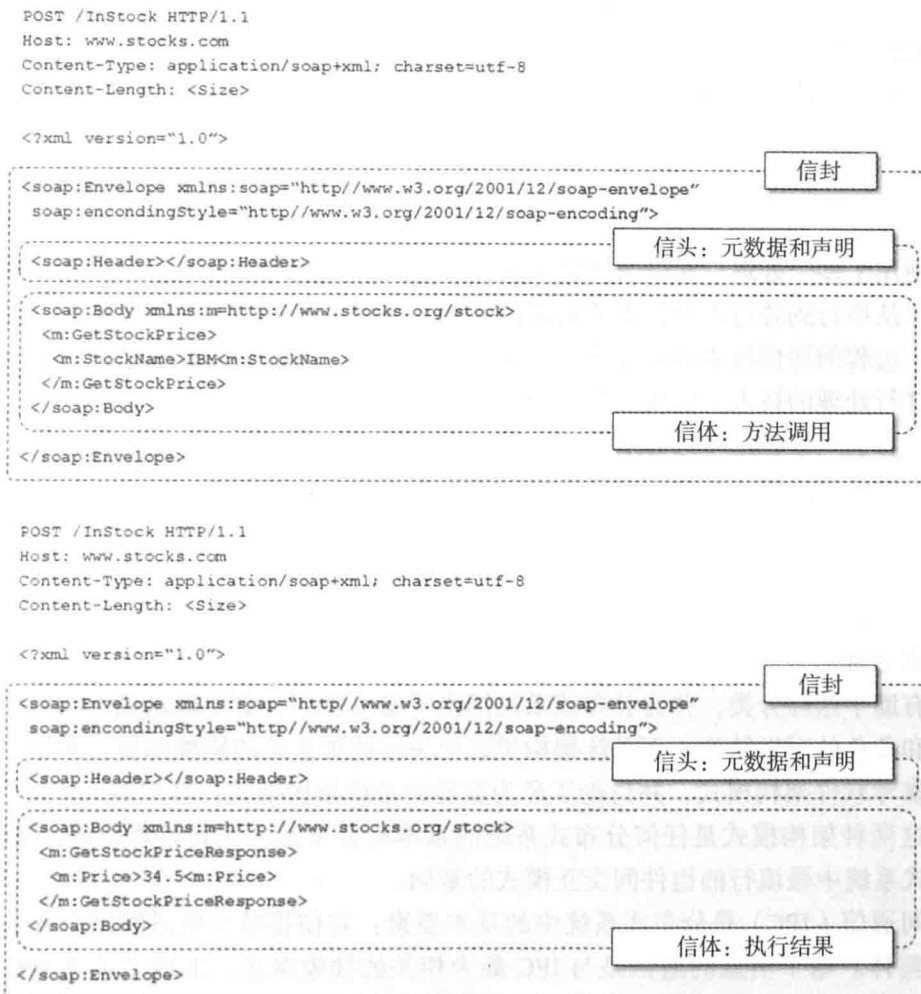 POST /InStock HTTP/1.1
Host: www.stocks.com
Content-Type: application/soap+xml; charset=utf-8
Content-Length: <Size>
<?xml version="1.0">
信封
<soap:Envelope xmlns:soap="http//www.w3.org/2001/12/soap-envelope"
soap:encondingStyle="http//www.w3.org/2001/12/soap-encoding">
信头：元数据和声明
<soap:Header></soap:Header>
<soap:Body xmlns:m=http://www.stocks.org/stock>
<m:GetStockPrice>
<m:StockName>IBM<m:StockName>
</m:GetStockPrice>
</soap:Body>
信体：方法调用
</soap:Envelope>
POST /InStock HTTP/1.1
Host: www.stocks.com
Content-Type: application/soap+xml; charset=utf-8
Content-Length: <Size>
<?xml version="1.0">
信封
<soap:Envelope xmlns:soap="http//www.w3.org/2001/12/soap-envelope"
soap:encondingStyle="http//www.w3.org/2001/12/soap-encoding">
信头：元数据和声明
<soap:Header></soap:Header>
<soap:Body xmlns:m=http://www.stocks.org/stock>
<m:GetStockPriceResponse>
<m:Price>34.5<m:Price>
</m:GetStockPriceResponse>
</soap:Body>
信体：执行结果
</soap:Envelope>